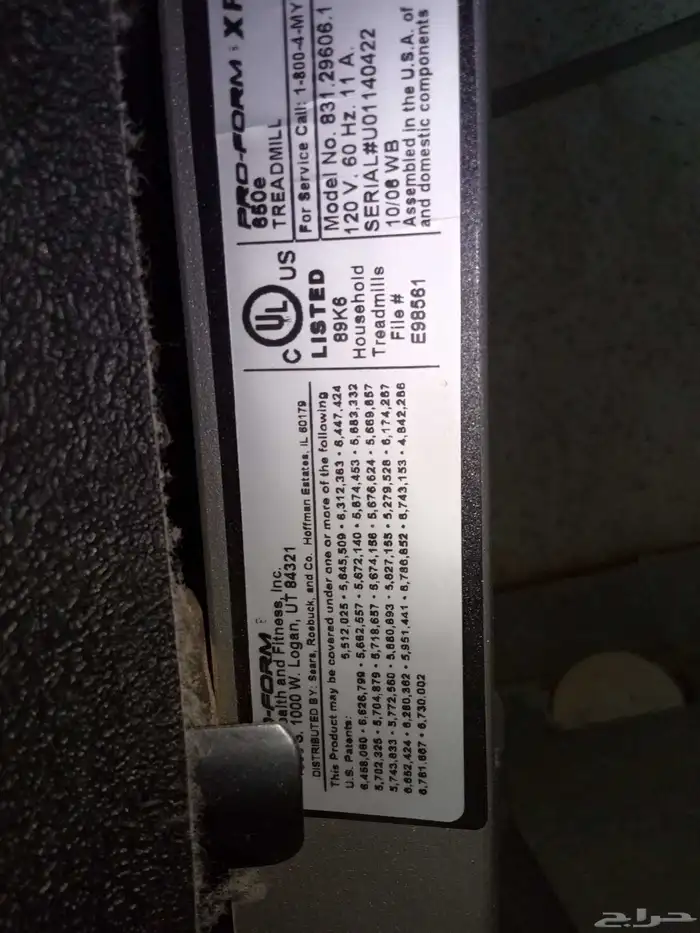 PRO-FORM XP
650e
TREADMILL
For Service Call: 1-800-4-MY
Model No. 831.29606.1
120 V. 60 Hz. 11 A.
SERIAL#U01140422
10/06 WB
Assembled in the U.S.A. of
and domestic components
C UL US
LISTED
89K6
Household
Treadmills
File #
E98561
O-FORM
ealth and Fitness, Inc.
S. 1000 W. Logan, UT 84321
DISTRIBUTED BY: Sears, Roebuck, and Co. Hoffman Estates, IL 60179
This Product may be covered under one or more of the following
U.S. Patents: 5,512,025 • 5,645,509 • 6,312,363 • 6,447,424
6,458,060 • 5,626,799 • 5,662,557 • 5,672,140 • 5,674,453 • 5,683,332
5,702,325 • 5,704,879 • 5,718,657 • 5,674,156 • 5,676,624 • 5,669,857
5,743,833 • 5,772,560 • 5,860,893 • 5,827,155 • 5,279,528 • 6,174,267
6,652,424 • 6,280,362 • 5,951,441 • 6,786,852 • 5,743,153 • 4,842,266
6,761,667 • 6,730,002
حراج